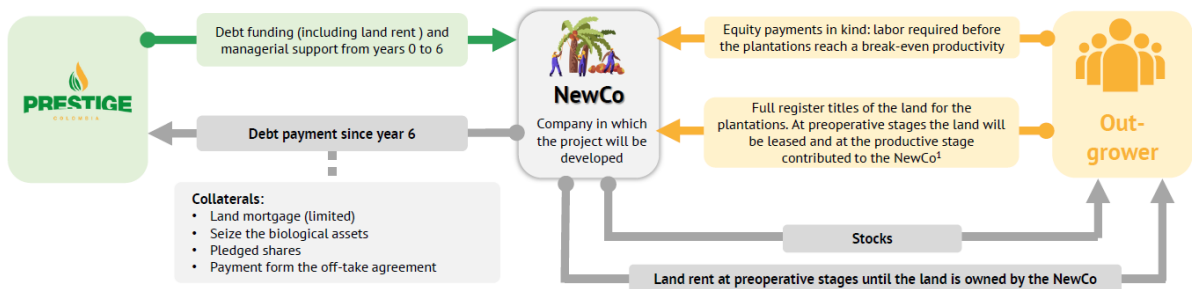 Debt funding (including land rent ) and
managerial support from years 0 to 6
PRESTIGE
COLOMBIA
Debt payment since year 6
Collaterals:
• Land mortgage (limited)
• Seize the biological assets
• Pledged shares
• Payment form the off-take agreement
NewCo
Company in which
the project will be
developed
Equity payments in kind: labor required before
the plantations reach a break-even productivity
Full register titles of the land for the
plantations. At preoperative stages the land will
be leased and at the productive stage
contributed to the NewCo¹
Out-
grower
Stocks
Land rent at preoperative stages until the land is owned by the NewCo